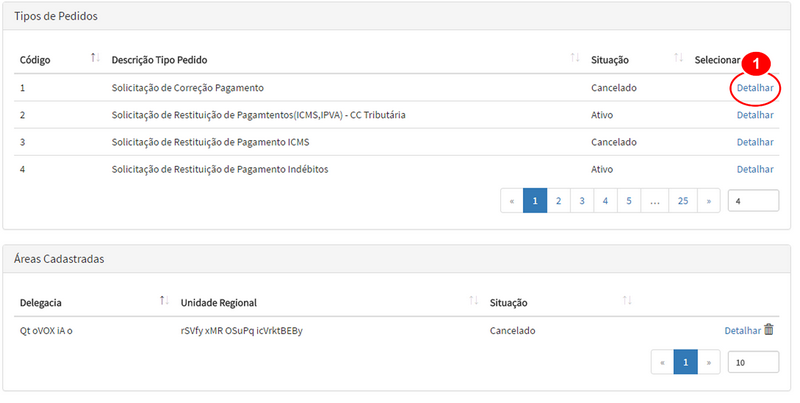 Tipos de Pedidos
Código Descrição Tipo Pedido Situação Selecionar
1
1 Solicitação de Correção Pagamento Cancelado Detalhar
2 Solicitação de Restituição de Pagamtentos(ICMS,IPVA) - CC Tributária Ativo Detalhar
3 Solicitação de Restituição de Pagamento ICMS Cancelado Detalhar
4 Solicitação de Restituição de Pagamento Indébitos Ativo Detalhar
« 1 2 3 4 5 ... 25 » 4
Áreas Cadastradas
Delegacia Unidade Regional Situação
Qt oVOX iA o rSVfy xMR OSuPq icVrktBEBy Cancelado Detalhar
« 1 » 10